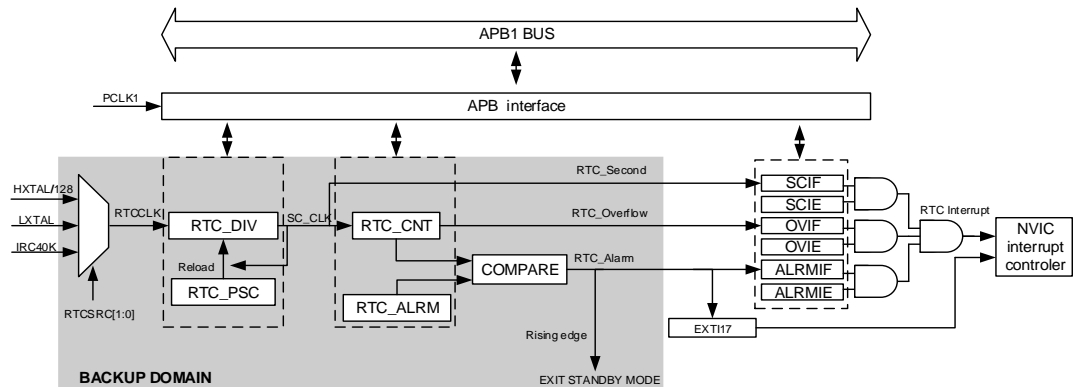 APB1 BUS
PCLK1
APB interface
HXTAL/128
LXTAL
IRC40K
RTCSRC[1:0]
RTCCLK
RTC_DIV
Reload
RTC_PSC
SC_CLK
RTC_CNT
RTC_ALRM
COMPARE
RTC_Second
RTC_Overflow
RTC_Alarm
Rising edge
EXIT STANDBY MODE
BACKUP DOMAIN
SCIF
SCIE
OVIF
OVIE
ALRMIF
ALRMIE
EXTI17
RTC Interrupt
NVIC
interrupt
controler